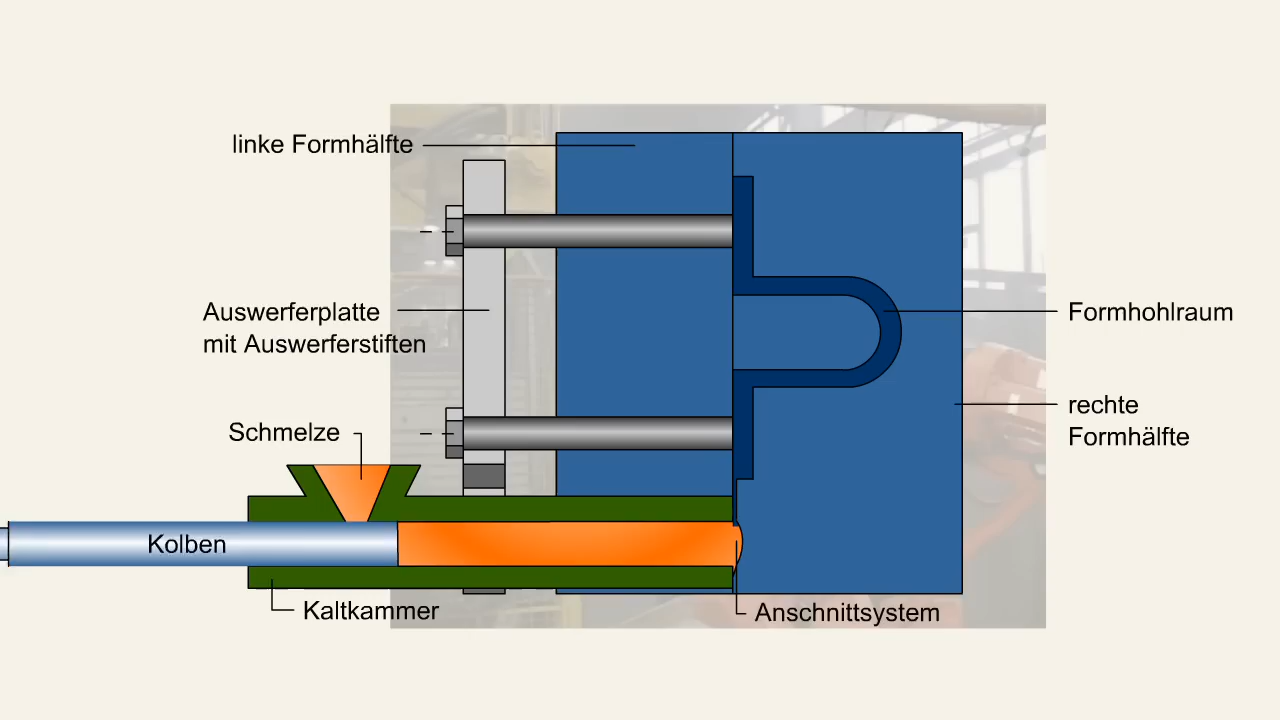 linke Formhälfte
Auswerferplatte
mit Auswerferstiften
Formhohlraum
rechte
Formhälfte
Schmelze
Kolben
Kaltkammer
Anschnittsystem